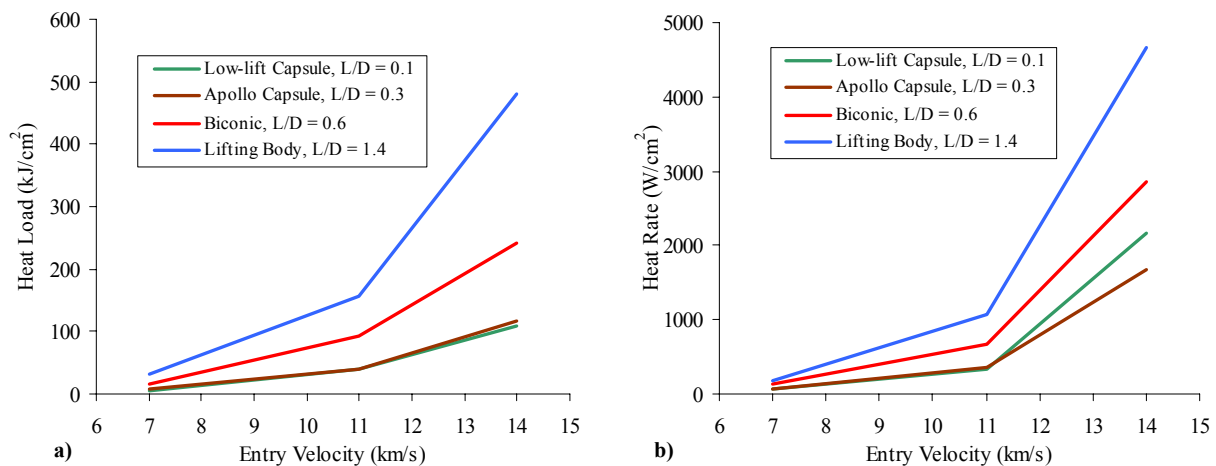 600
500
400
300
200
100
0
Heat Load (kJ/cm²)
Low-lift Capsule, L/D = 0.1
Apollo Capsule, L/D = 0.3
Biconic, L/D = 0.6
Lifting Body, L/D = 1.4
6 7 8 9 10 11 12 13 14 15
Entry Velocity (km/s)
a)
5000
4000
3000
2000
1000
0
Heat Rate (W/cm²)
Low-lift Capsule, L/D = 0.1
Apollo Capsule, L/D = 0.3
Biconic, L/D = 0.6
Lifting Body, L/D = 1.4
6 7 8 9 10 11 12 13 14 15
Entry Velocity (km/s)
b)